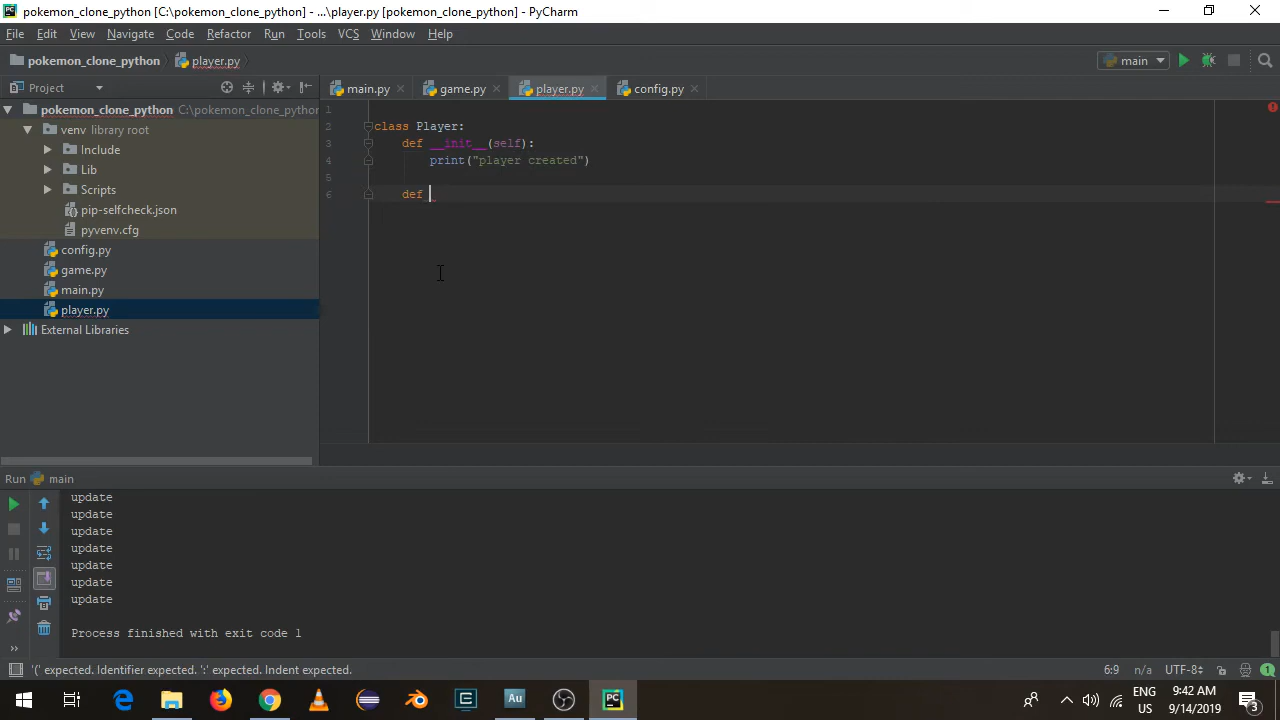 pokemon_clone_python [C:\pokemon_clone_python] - ...\player.py [pokemon_clone_python] - PyCharm
File Edit View Navigate Code Refactor Run Tools VCS Window Help
pokemon_clone_python player.py main
Project main.py game.py player.py config.py
pokemon_clone_python C:\pokemon_clone_python
venv library root
Include
Lib
Scripts
pip-selfcheck.json
pyvenv.cfg
config.py
game.py
main.py
player.py
External Libraries
1
2 class Player:
3 def __init__(self):
4 print("player created")
5
6 def
Run main
update
update
update
update
update
update
update
Process finished with exit code 1
'(' expected. Identifier expected. ':' expected. Indent expected. 6:9 n/a UTF-8 1
ENG 9:42 AM
US 9/14/2019 3